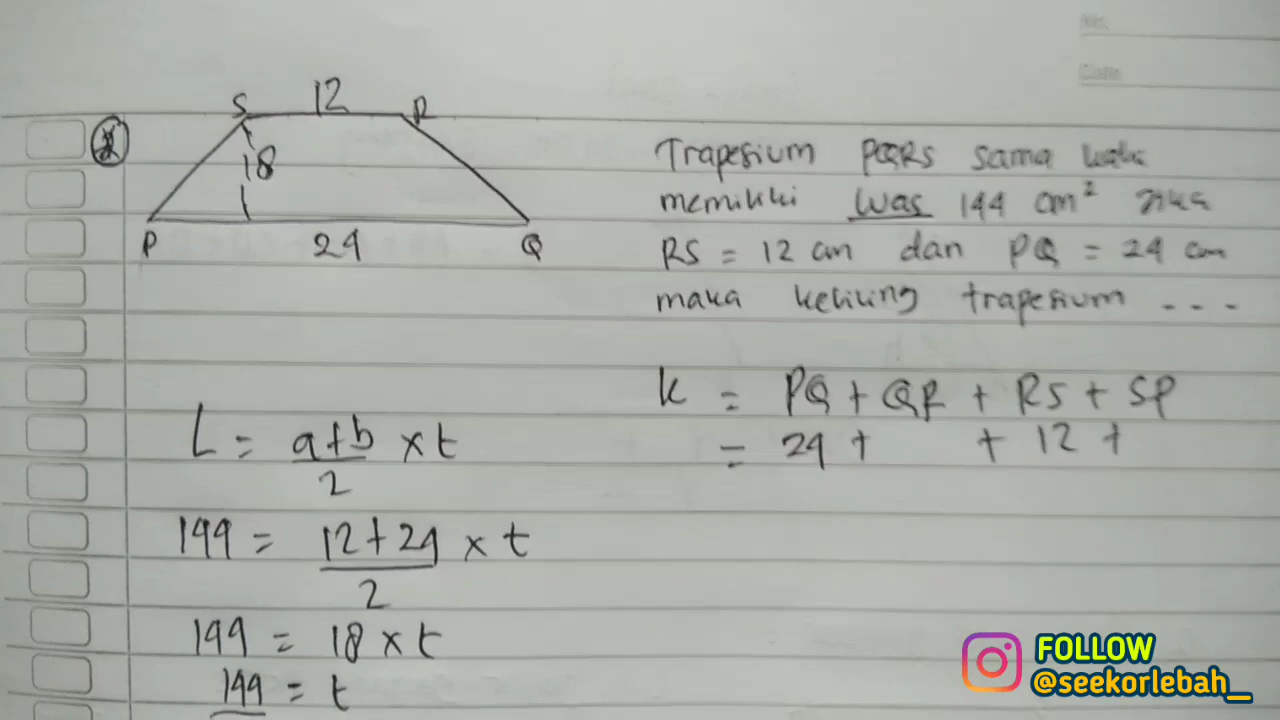 No.
Date
S 12 R
18
P 24 Q
Trapesium PQRS sama kaki
memiliki luas 144 cm² jika
RS = 12 cm dan PQ = 24 cm
maka keliling trapesium ...
K = PQ + QR + RS + SP
= 24 + + 12 +
L = a+b/2 x t
144 = 12+24/2 x t
144 = 18 x t
144 = t
FOLLOW
@seekorlebah_